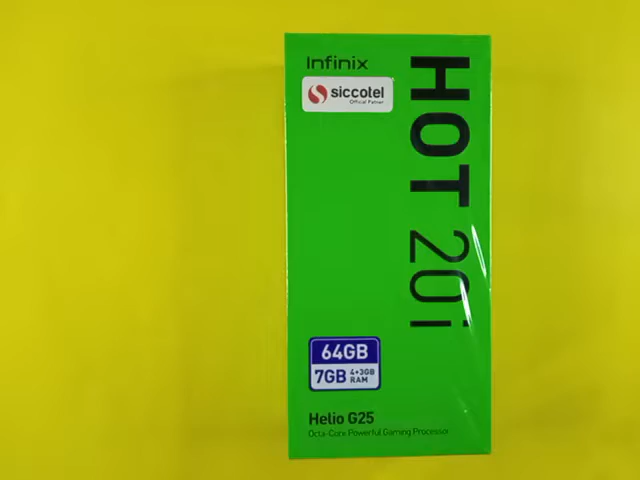 Infinix
siccotel
Official Partner
HOT 20i
64GB
7GB 4+3GB RAM
Helio G25
Octa-Core Powerful Gaming Processor